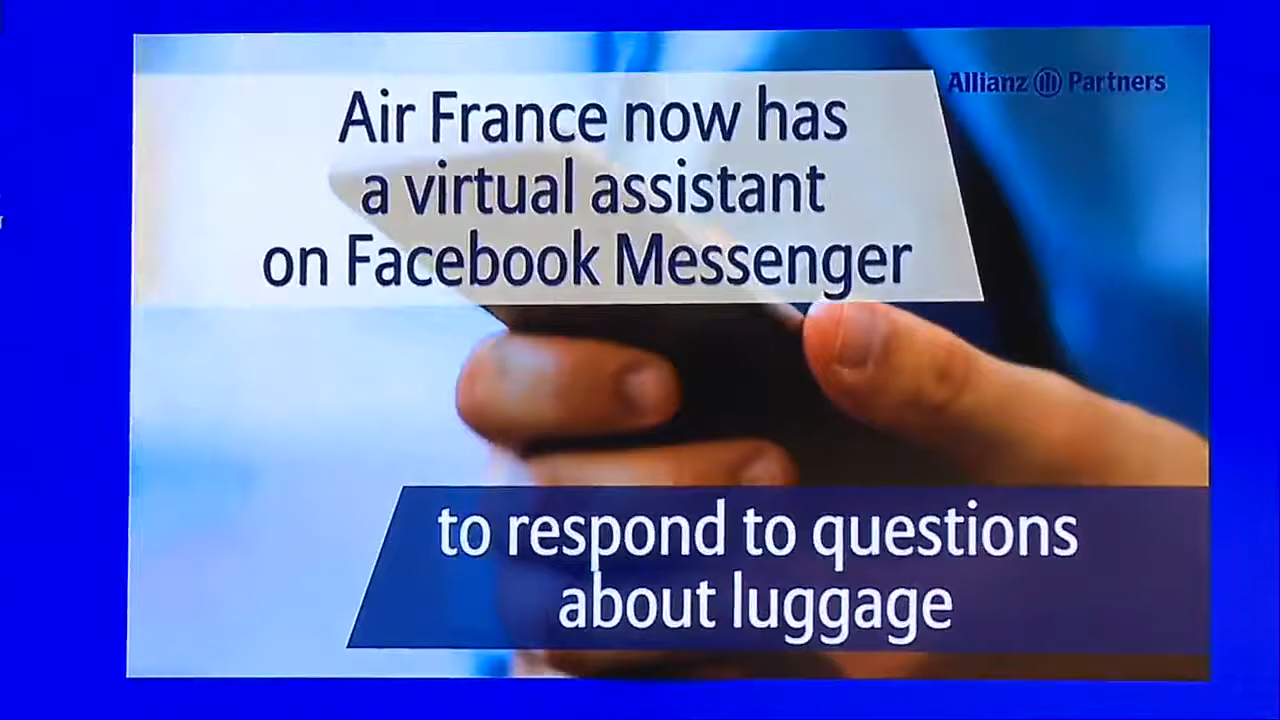 Allianz Partners
Air France now has
a virtual assistant
on Facebook Messenger
to respond to questions
about luggage